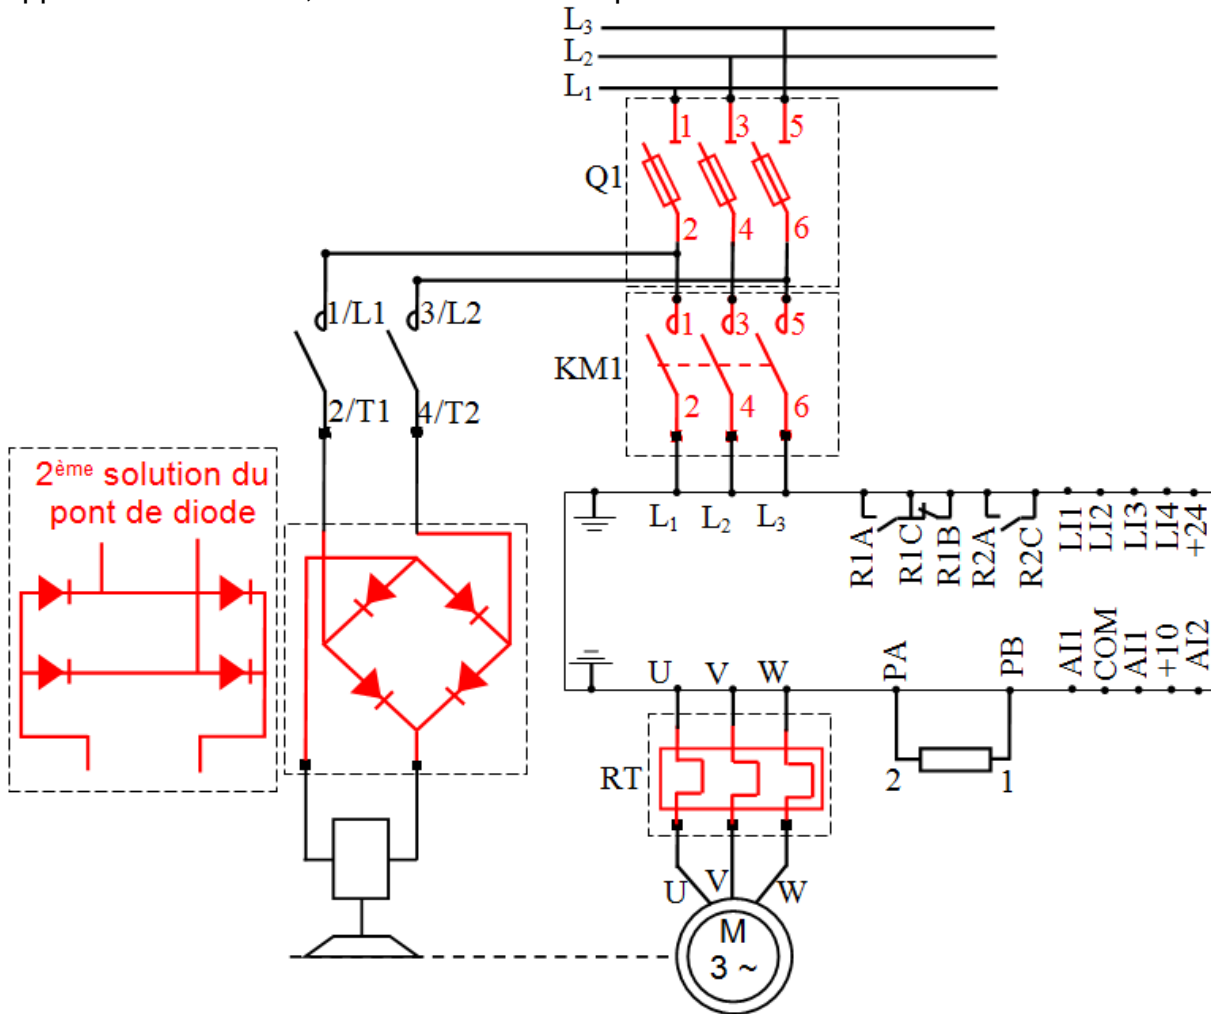 L3
L2
L1
1 3 5
Q1
2 4 6
1/L1 3/L2
1 3 5
KM1
2/T1 4/T2
2 4 6
2ème solution du
pont de diode
L1 L2 L3
R1A R1C R1B R2A R2C LI1 LI2 LI3 LI4 +24
U V W
PA PB AI1 COM AI1 +10 AI2
RT
2 1
U V W
M
3 ~